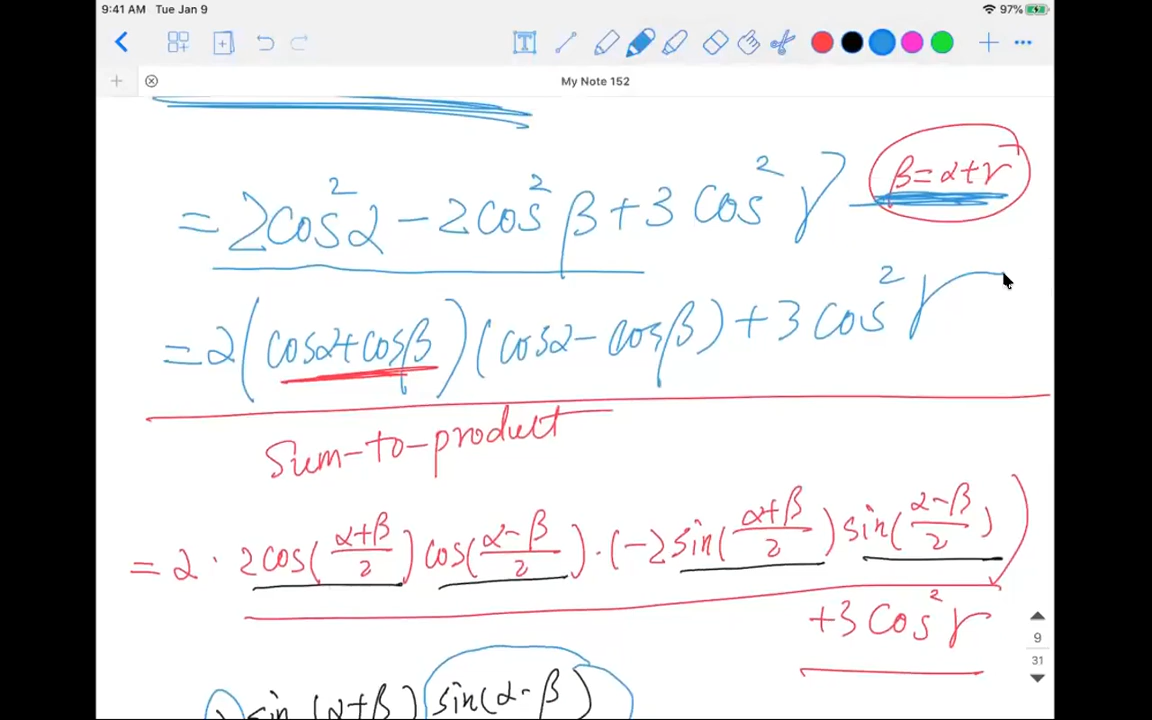 9:41 AM Tue Jan 9 97%
My Note 152
= 2cos²α − 2cos²β + 3cos²γ β = α+γ
= 2(cosα+cosβ)(cosα−cosβ) + 3cos²γ
Sum-to-product
= 2 · 2cos((α+β)/2) cos((α−β)/2) · (−2sin((α+β)/2) sin((α−β)/2))
+3cos²γ
9
31
sin(α+β) sin(α−β)